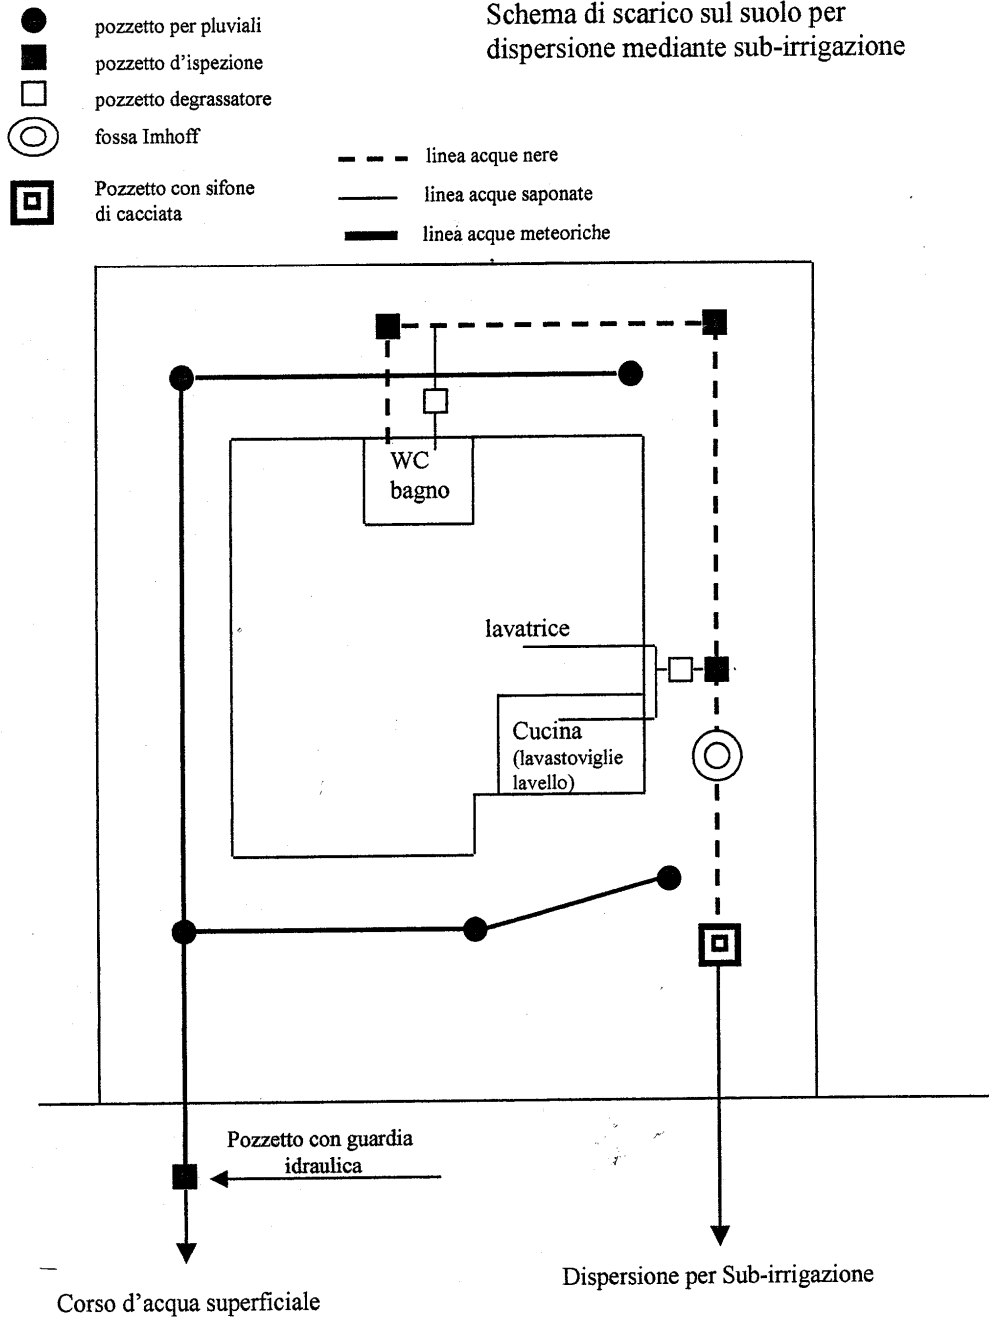 Schema di scarico sul suolo per
dispersione mediante sub-irrigazione
pozzetto per pluviali
pozzetto d'ispezione
pozzetto degrassatore
fossa Imhoff
Pozzetto con sifone
di cacciata
linea acque nere
linea acque saponate
linea acque meteoriche
WC
bagno
lavatrice
Cucina
(lavastoviglie
lavello)
Pozzetto con guardia
idraulica
Dispersione per Sub-irrigazione
Corso d'acqua superficiale